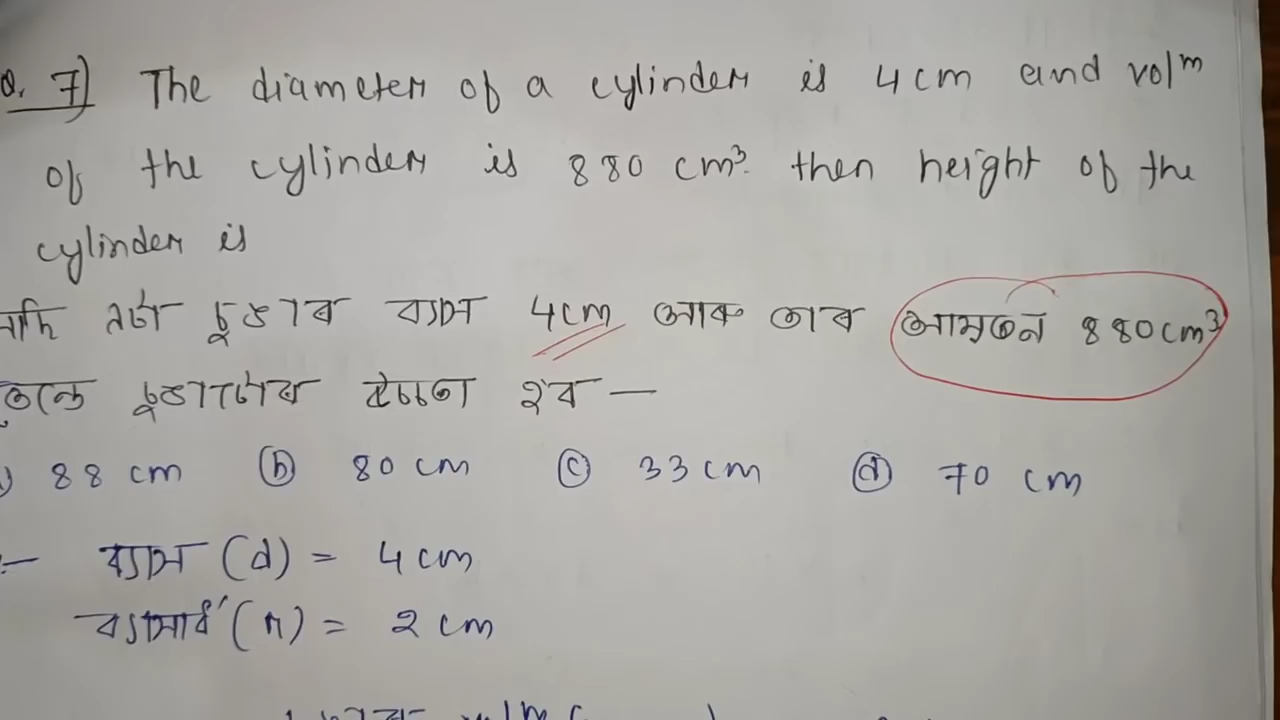 Q. 7) The diameter of a cylinder is 4cm and volm
of the cylinder is 880 cm³. then height of the
cylinder is
যদি এটা চুঙাৰ ব্যাস 4cm আৰু তাৰ আয়তন 880cm³
তেন্তে চুঙাটোৰ উচ্চতা হ'ব —
) 88 cm (b) 80 cm (c) 33 cm (d) 70 cm
:- ব্যাস (d) = 4 cm
ব্যাসাৰ্ধ (r) = 2 cm